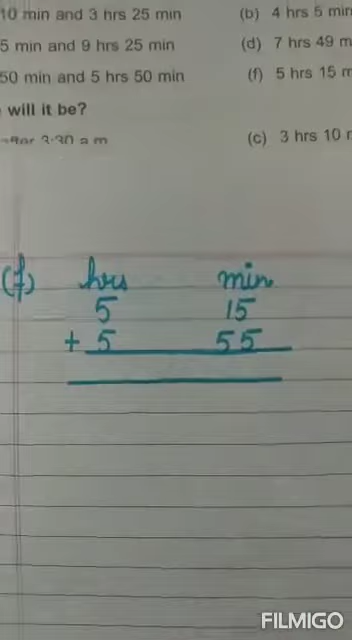 10 min and 3 hrs 25 min (b) 4 hrs 5 min
5 min and 9 hrs 25 min (d) 7 hrs 49 m
50 min and 5 hrs 50 min (f) 5 hrs 15 m
will it be?
3:30 a m (c) 3 hrs 10
(f) hrs min
5 15
+ 5 55
FILMIGO